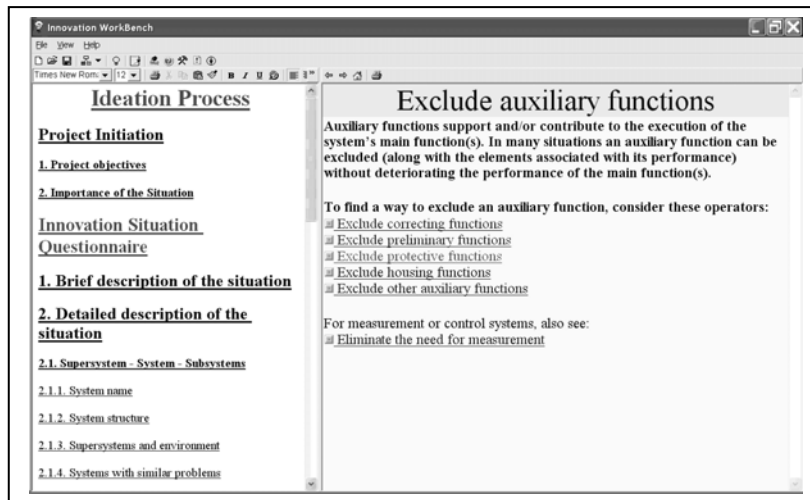 Innovation WorkBench
File View Help
Times New Rom: 12 B I U
Ideation Process
Project Initiation
1. Project objectives
2. Importance of the Situation
Innovation Situation
Questionnaire
1. Brief description of the situation
2. Detailed description of the
situation
2.1. Supersystem - System - Subsystems
2.1.1. System name
2.1.2. System structure
2.1.3. Supersystems and environment
2.1.4. Systems with similar problems
Exclude auxiliary functions
Auxiliary functions support and/or contribute to the execution of the
system's main function(s). In many situations an auxiliary function can be
excluded (along with the elements associated with its performance)
without deteriorating the performance of the main function(s).
To find a way to exclude an auxiliary function, consider these operators:
Exclude correcting functions
Exclude preliminary functions
Exclude protective functions
Exclude housing functions
Exclude other auxiliary functions
For measurement or control systems, also see:
Eliminate the need for measurement